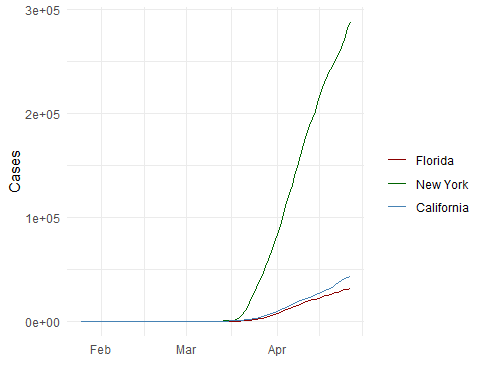 3e+05
2e+05
1e+05
0e+00
Cases
Feb Mar Apr
Florida
New York
California